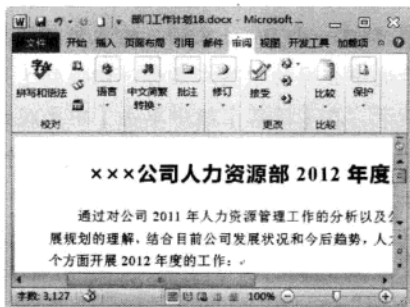 部门工作计划18.docx - Microsoft ...
文件 开始 插入 页面布局 引用 邮件 审阅 视图 开发工具 加载项
拼写和语法 语言 中文简繁转换 批注 修订 接受 比较 保护
校对 更改 比较
×××公司人力资源部 2012 年度
通过对公司 2011 年人力资源管理工作的分析以及公
展规划的理解，结合目前公司发展状况和今后趋势，人力
个方面开展 2012 年度的工作：
字数: 3,127 100%